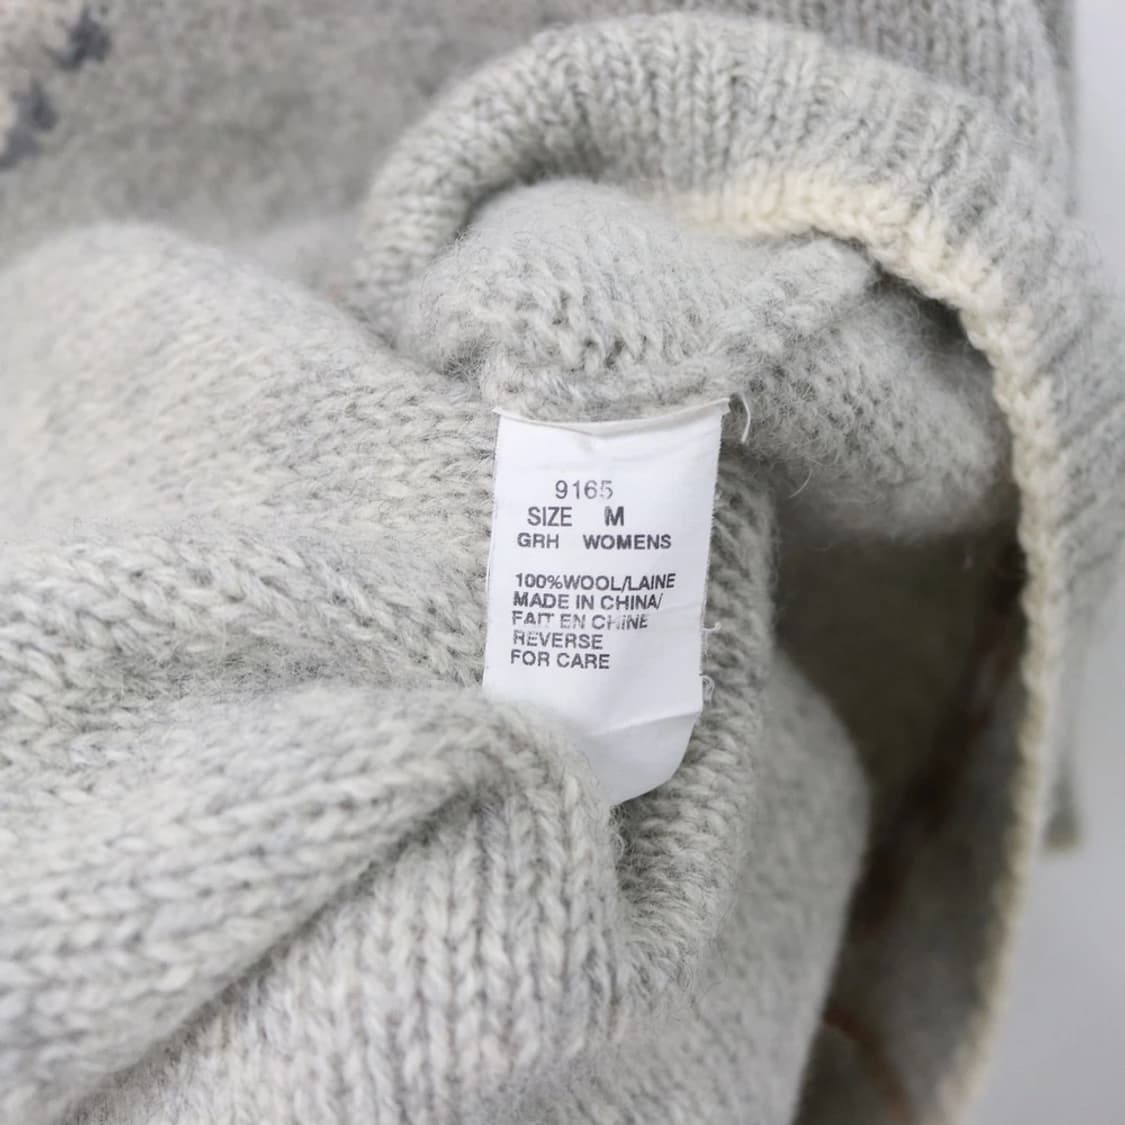 9165
SIZE M
GRH WOMENS
100%WOOL/LAINE
MADE IN CHINA/
FAIT EN CHINE
REVERSE
FOR CARE